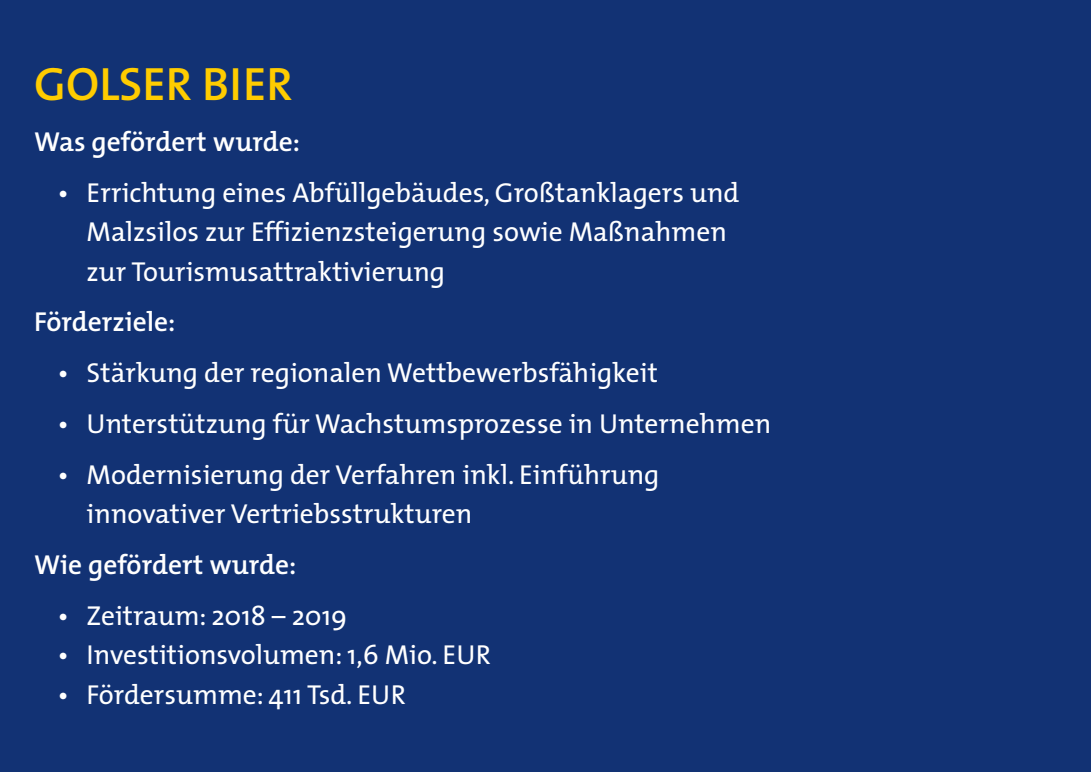 GOLSER BIER
Was gefördert wurde:
• Errichtung eines Abfüllgebäudes, Großtanklagers und
Malzsilos zur Effizienzsteigerung sowie Maßnahmen
zur Tourismusattraktivierung
Förderziele:
• Stärkung der regionalen Wettbewerbsfähigkeit
• Unterstützung für Wachstumsprozesse in Unternehmen
• Modernisierung der Verfahren inkl. Einführung
innovativer Vertriebsstrukturen
Wie gefördert wurde:
• Zeitraum: 2018 – 2019
• Investitionsvolumen: 1,6 Mio. EUR
• Fördersumme: 411 Tsd. EUR